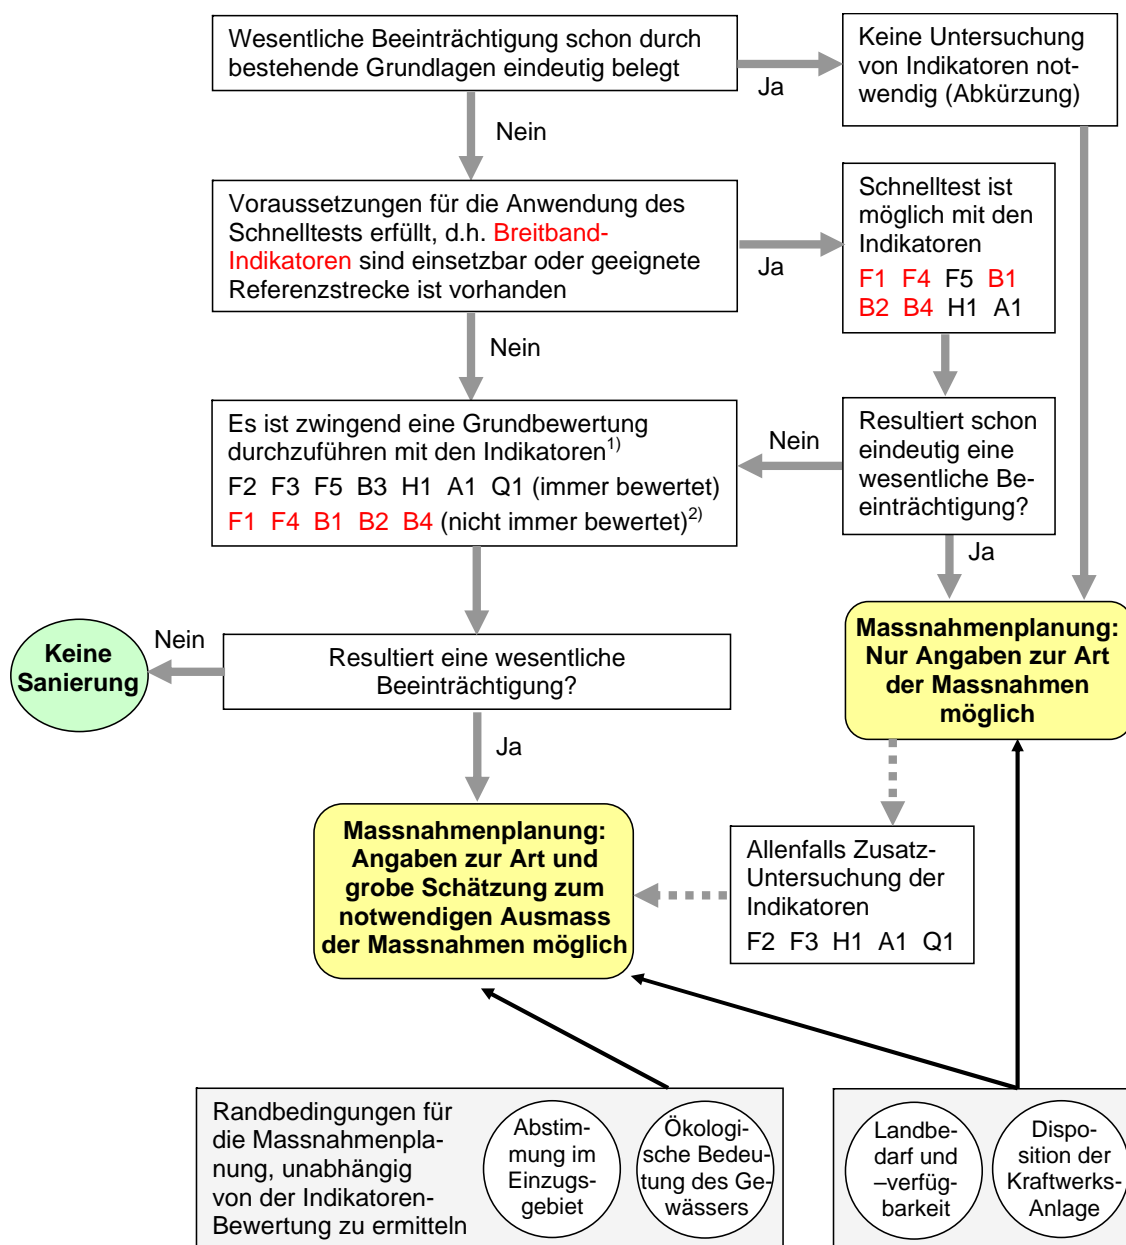 Wesentliche Beeinträchtigung schon durch
bestehende Grundlagen eindeutig belegt
Ja
Keine Untersuchung
von Indikatoren not-
wendig (Abkürzung)
Nein
Voraussetzungen für die Anwendung des
Schnelltests erfüllt, d.h. Breitband-
Indikatoren sind einsetzbar oder geeignete
Referenzstrecke ist vorhanden
Ja
Schnelltest ist
möglich mit den
Indikatoren
F1 F4 F5 B1
B2 B4 H1 A1
Nein
Es ist zwingend eine Grundbewertung
durchzuführen mit den Indikatoren1)
F2 F3 F5 B3 H1 A1 Q1 (immer bewertet)
F1 F4 B1 B2 B4 (nicht immer bewertet)2)
Nein
Resultiert schon
eindeutig eine
wesentliche Be-
einträchtigung?
Ja
Keine
Sanierung
Nein
Resultiert eine wesentliche
Beeinträchtigung?
Massnahmenplanung:
Nur Angaben zur Art
der Massnahmen
möglich
Ja
Massnahmenplanung:
Angaben zur Art und
grobe Schätzung zum
notwendigen Ausmass
der Massnahmen möglich
Allenfalls Zusatz-
Untersuchung der
Indikatoren
F2 F3 H1 A1 Q1
Randbedingungen für
die Massnahmenpla-
nung, unabhängig
von der Indikatoren-
Bewertung zu ermitteln
Abstim-
mung im
Einzugs-
gebiet
Ökologi-
sche Bedeu-
tung des Ge-
wässers
Landbe-
darf und
–verfüg-
barkeit
Dispo-
sition der
Kraftwerks-
Anlage